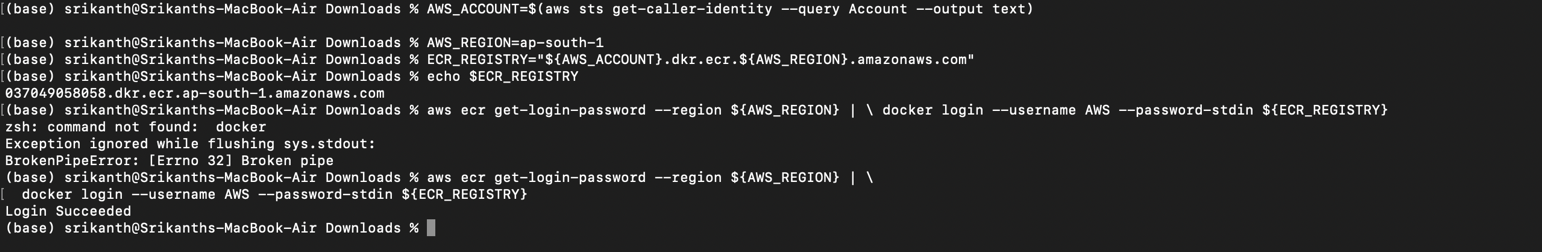 [(base) srikanth@Srikanths-MacBook-Air Downloads % AWS_ACCOUNT=$(aws sts get-caller-identity --query Account --output text)
[(base) srikanth@Srikanths-MacBook-Air Downloads % AWS_REGION=ap-south-1
[(base) srikanth@Srikanths-MacBook-Air Downloads % ECR_REGISTRY="${AWS_ACCOUNT}.dkr.ecr.${AWS_REGION}.amazonaws.com"
[(base) srikanth@Srikanths-MacBook-Air Downloads % echo $ECR_REGISTRY
037049058058.dkr.ecr.ap-south-1.amazonaws.com
[(base) srikanth@Srikanths-MacBook-Air Downloads % aws ecr get-login-password --region ${AWS_REGION} | \ docker login --username AWS --password-stdin ${ECR_REGISTRY}
zsh: command not found:  docker
Exception ignored while flushing sys.stdout:
BrokenPipeError: [Errno 32] Broken pipe
(base) srikanth@Srikanths-MacBook-Air Downloads % aws ecr get-login-password --region ${AWS_REGION} | \
[  docker login --username AWS --password-stdin ${ECR_REGISTRY}
Login Succeeded
(base) srikanth@Srikanths-MacBook-Air Downloads %